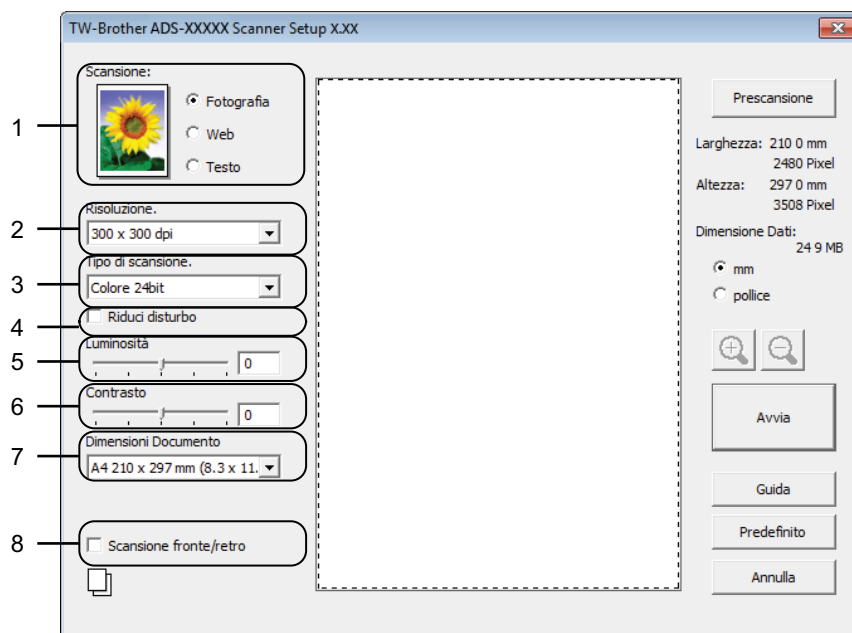 TW-Brother ADS-XXXXX Scanner Setup X.XX
1
Scansione:
Fotografia
Web
Testo
2
Risoluzione.
300 x 300 dpi
3
Tipo di scansione.
Colore 24bit
4
Riduci disturbo
5
Luminosità
0
6
Contrasto
0
7
Dimensioni Documento
A4 210 x 297 mm (8.3 x 11.
8
Scansione fronte/retro
Prescansione
Larghezza: 210 0 mm
2480 Pixel
Altezza: 297 0 mm
3508 Pixel
Dimensione Dati:
24 9 MB
mm
pollice
Avvia
Guida
Predefinito
Annulla